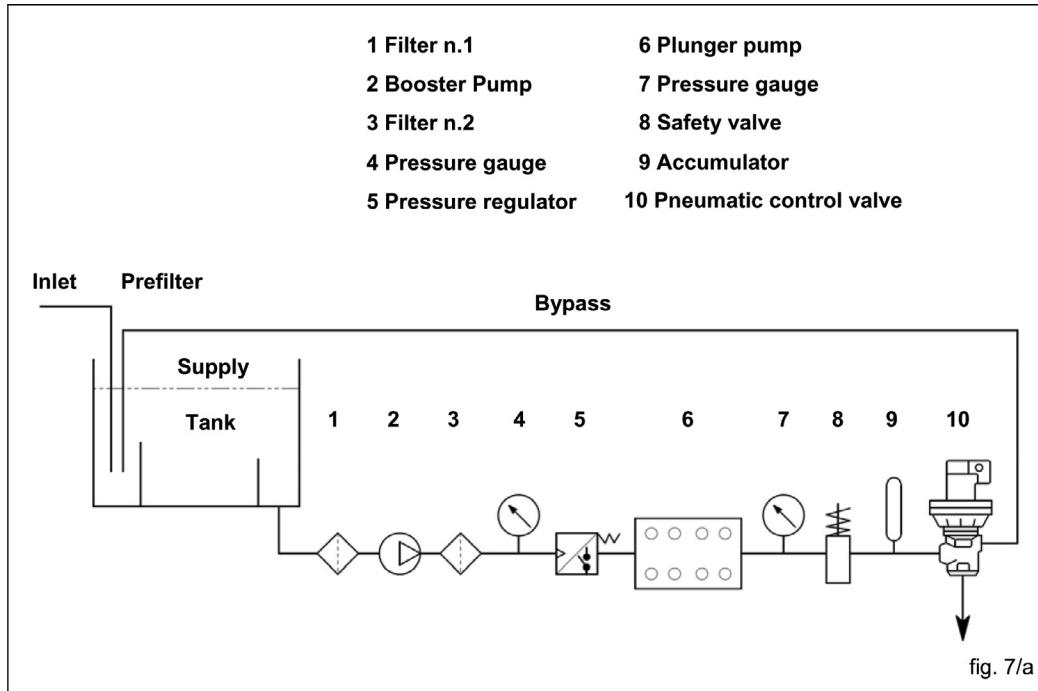 1 Filter n.1
2 Booster Pump
3 Filter n.2
4 Pressure gauge
5 Pressure regulator
6 Plunger pump
7 Pressure gauge
8 Safety valve
9 Accumulator
10 Pneumatic control valve
Inlet
Prefilter
Bypass
Supply
Tank
1 2 3 4 5 6 7 8 9 10
fig. 7/a